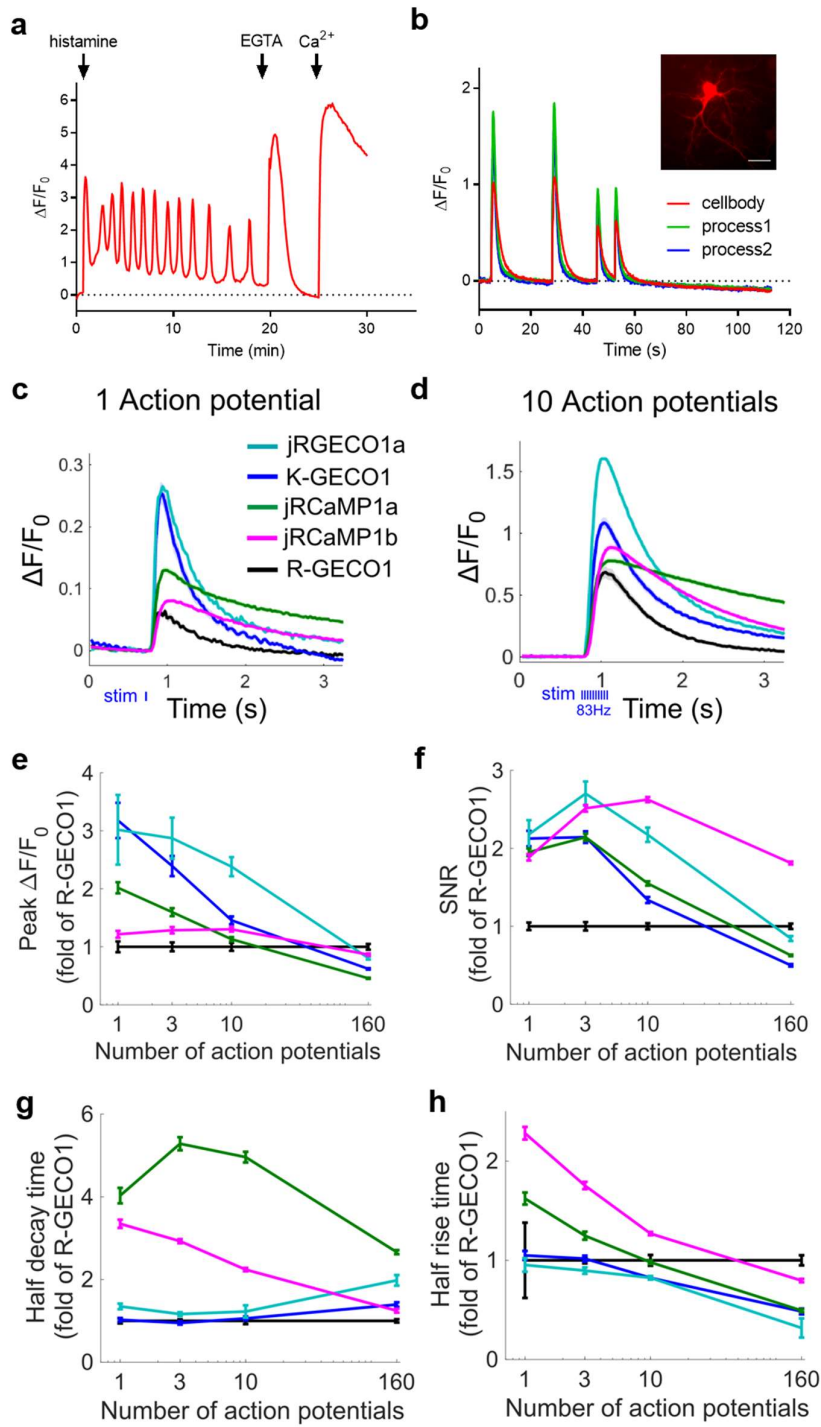 a
histamine
EGTA
Ca²⁺
ΔF/F₀
6
5
4
3
2
1
0
0
10
20
30
Time (min)
b
ΔF/F₀
2
1
0
cellbody
process1
process2
0
20
40
60
80
100
120
Time (s)
c
1 Action potential
ΔF/F₀
0.3
0.2
0.1
0
jRGECO1a
K-GECO1
jRCaMP1a
jRCaMP1b
R-GECO1
0
1
2
3
stim
Time (s)
d
10 Action potentials
ΔF/F₀
1.5
1.0
0.5
0
0
1
2
3
stim
83Hz
Time (s)
e
Peak ΔF/F₀
(fold of R-GECO1)
4
3
2
1
0
1
3
10
160
Number of action potentials
f
SNR
(fold of R-GECO1)
3
2
1
0
1
3
10
160
Number of action potentials
g
Half decay time
(fold of R-GECO1)
6
4
2
0
1
3
10
160
Number of action potentials
h
Half rise time
(fold of R-GECO1)
2
1
0
1
3
10
160
Number of action potentials